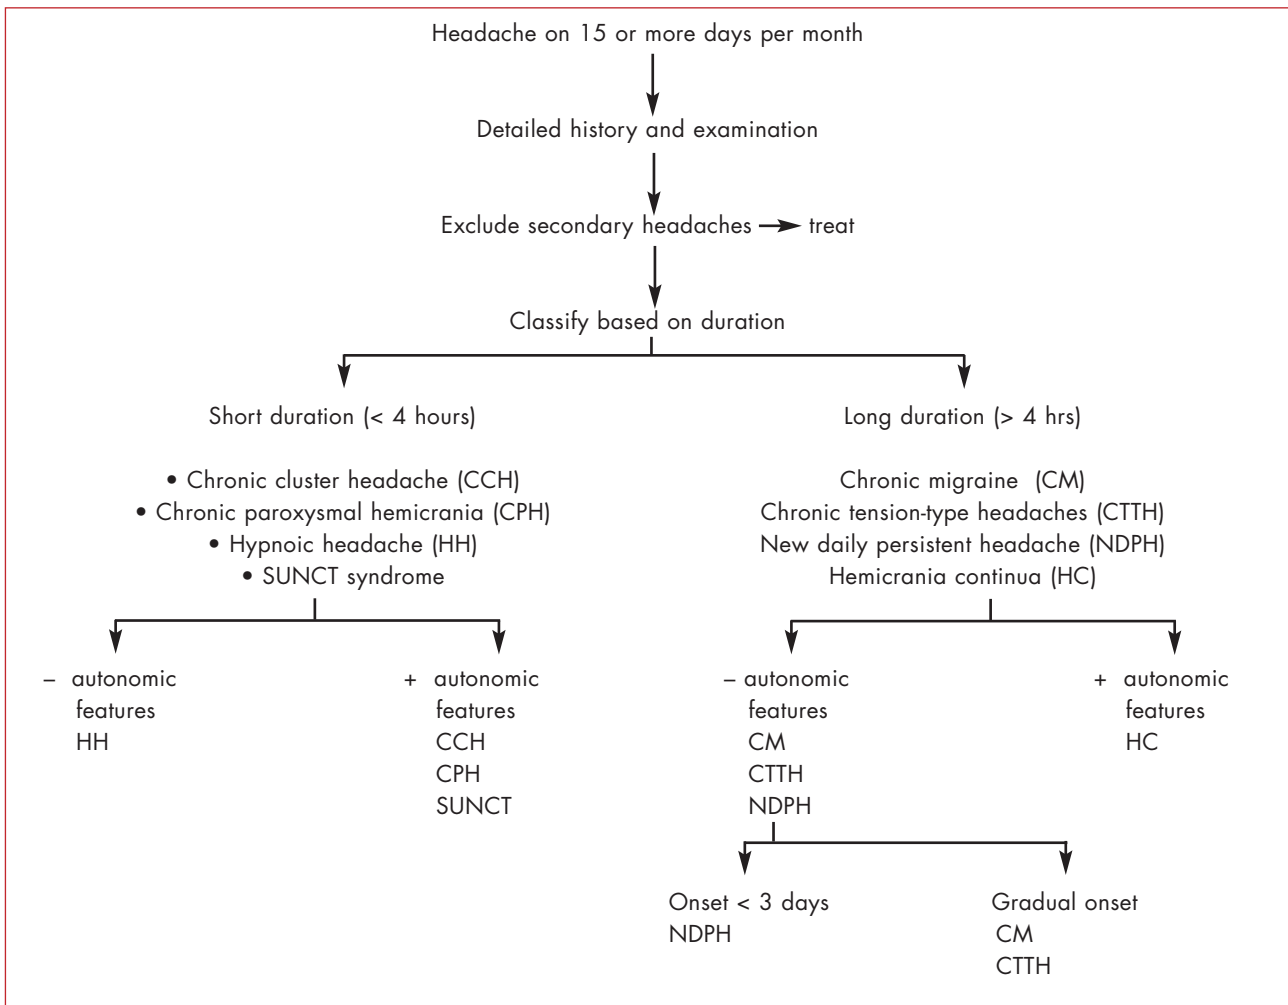 Headache on 15 or more days per month
Detailed history and examination
Exclude secondary headaches treat
Classify based on duration
Short duration (< 4 hours)
• Chronic cluster headache (CCH)
• Chronic paroxysmal hemicrania (CPH)
• Hypnoic headache (HH)
• SUNCT syndrome
– autonomic
features
HH
+ autonomic
features
CCH
CPH
SUNCT
Long duration (> 4 hrs)
Chronic migraine (CM)
Chronic tension-type headaches (CTTH)
New daily persistent headache (NDPH)
Hemicrania continua (HC)
– autonomic
features
CM
CTTH
NDPH
+ autonomic
features
HC
Onset < 3 days
NDPH
Gradual onset
CM
CTTH